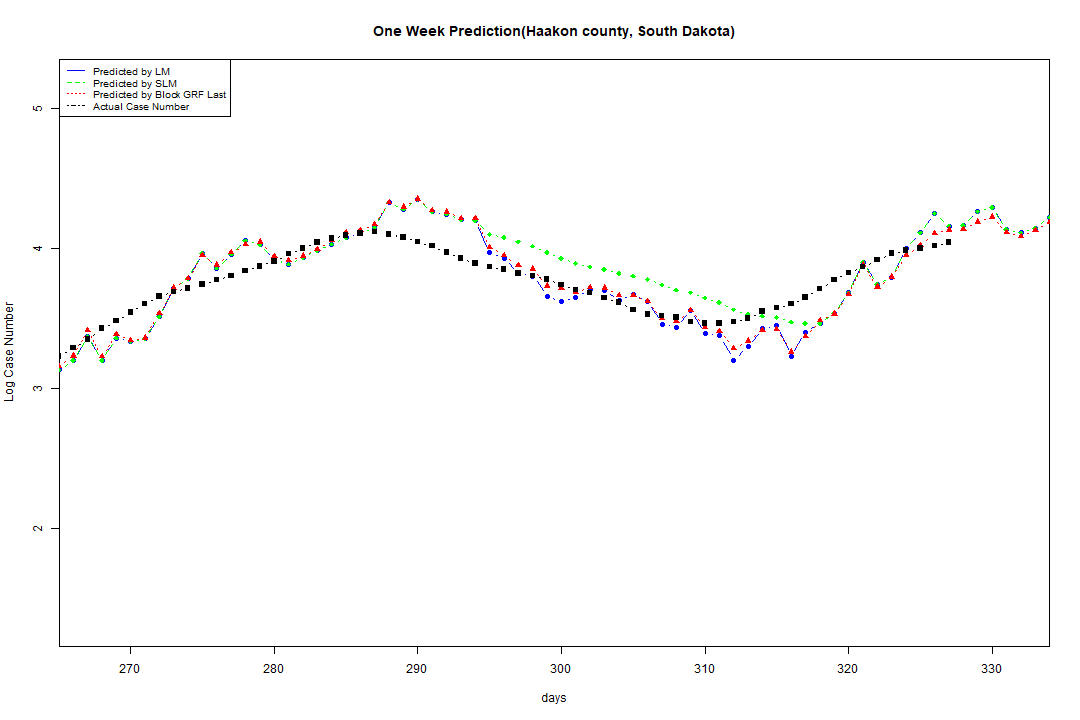 One Week Prediction(Haakon county, South Dakota)
Predicted by LM
Predicted by SLM
Predicted by Block GRF Last
Actual Case Number
5
4
3
2
Log Case Number
270 280 290 300 310 320 330
days